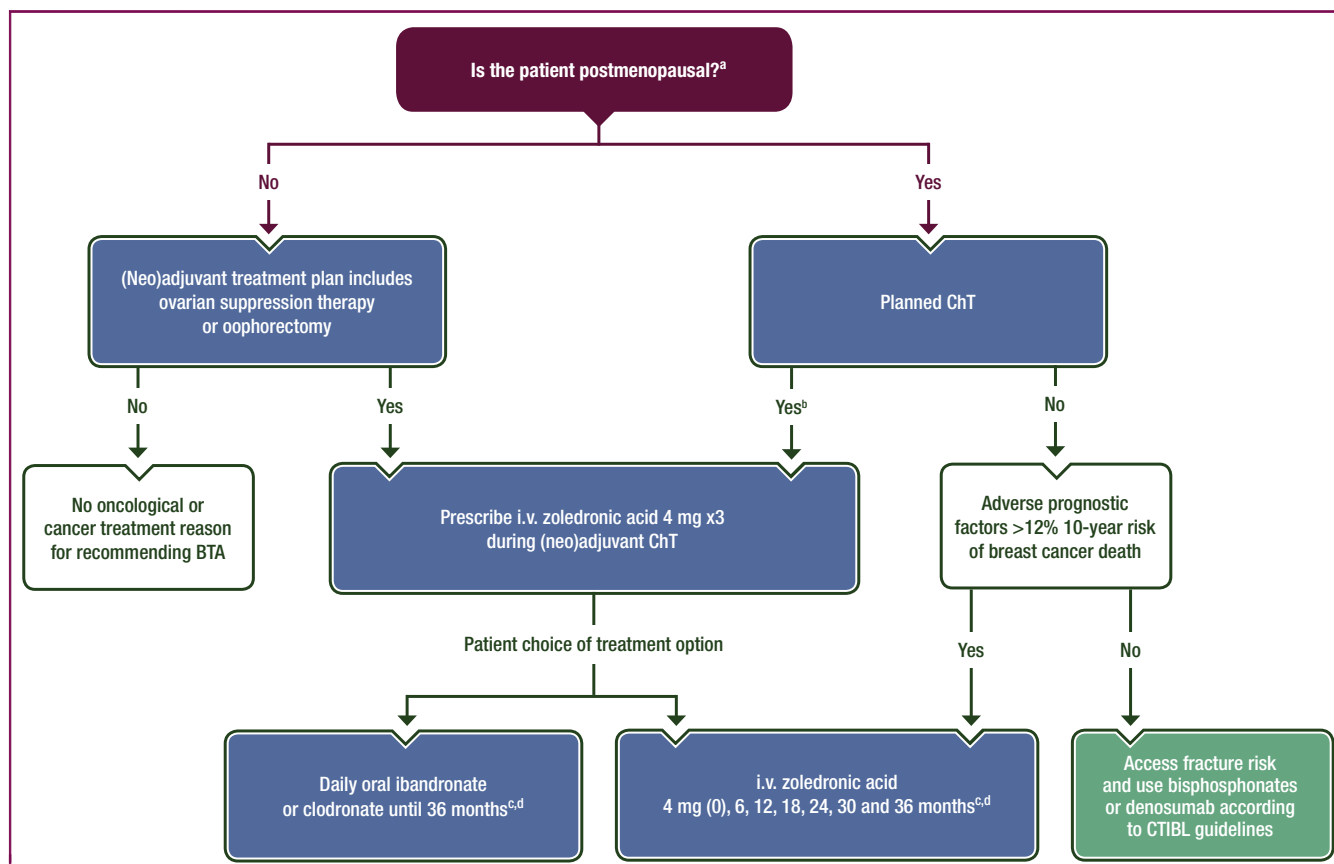 Is the patient postmenopausal?ᵃ
No
Yes
(Neo)adjuvant treatment plan includes
ovarian suppression therapy
or oophorectomy
Planned ChT
No
Yes
Yesᵇ
No
No oncological or
cancer treatment reason
for recommending BTA
Prescribe i.v. zoledronic acid 4 mg x3
during (neo)adjuvant ChT
Adverse prognostic
factors >12% 10-year risk
of breast cancer death
Patient choice of treatment option
Yes
No
Daily oral ibandronate
or clodronate until 36 monthsᶜ,ᵈ
i.v. zoledronic acid
4 mg (0), 6, 12, 18, 24, 30 and 36 monthsᶜ,ᵈ
Access fracture risk
and use bisphosphonates
or denosumab according
to CTIBL guidelines